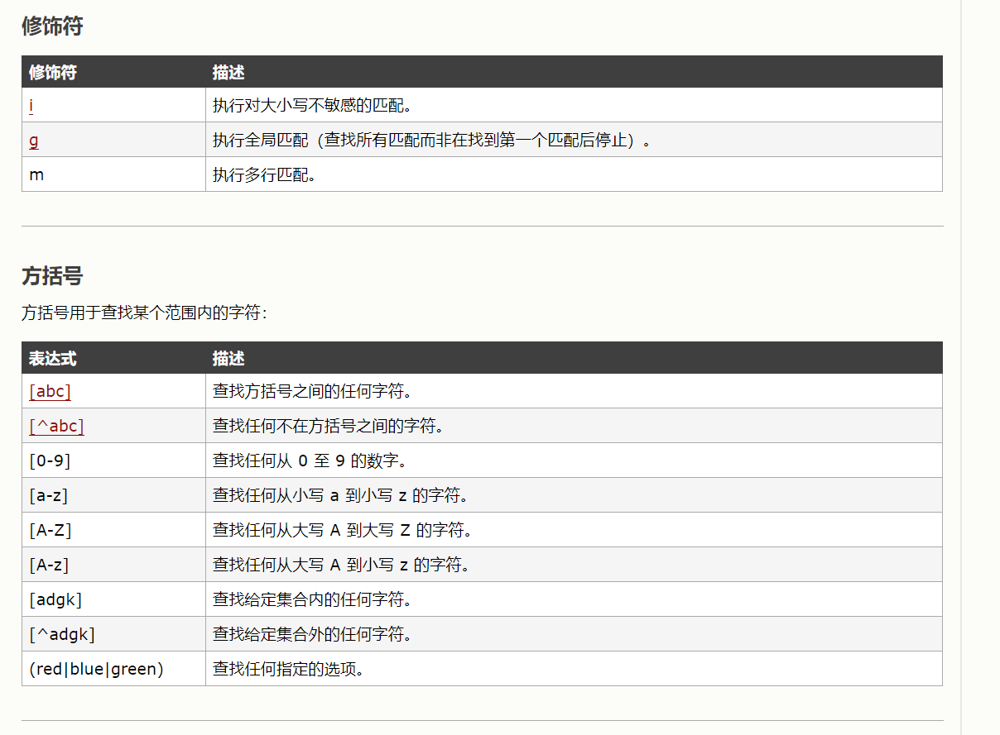 修饰符
修饰符 描述
i 执行对大小写不敏感的匹配。
g 执行全局匹配（查找所有匹配而非在找到第一个匹配后停止）。
m 执行多行匹配。
方括号
方括号用于查找某个范围内的字符：
表达式 描述
[abc] 查找方括号之间的任何字符。
[^abc] 查找任何不在方括号之间的字符。
[0-9] 查找任何从 0 至 9 的数字。
[a-z] 查找任何从小写 a 到小写 z 的字符。
[A-Z] 查找任何从大写 A 到大写 Z 的字符。
[A-z] 查找任何从大写 A 到小写 z 的字符。
[adgk] 查找给定集合内的任何字符。
[^adgk] 查找给定集合外的任何字符。
(red|blue|green) 查找任何指定的选项。